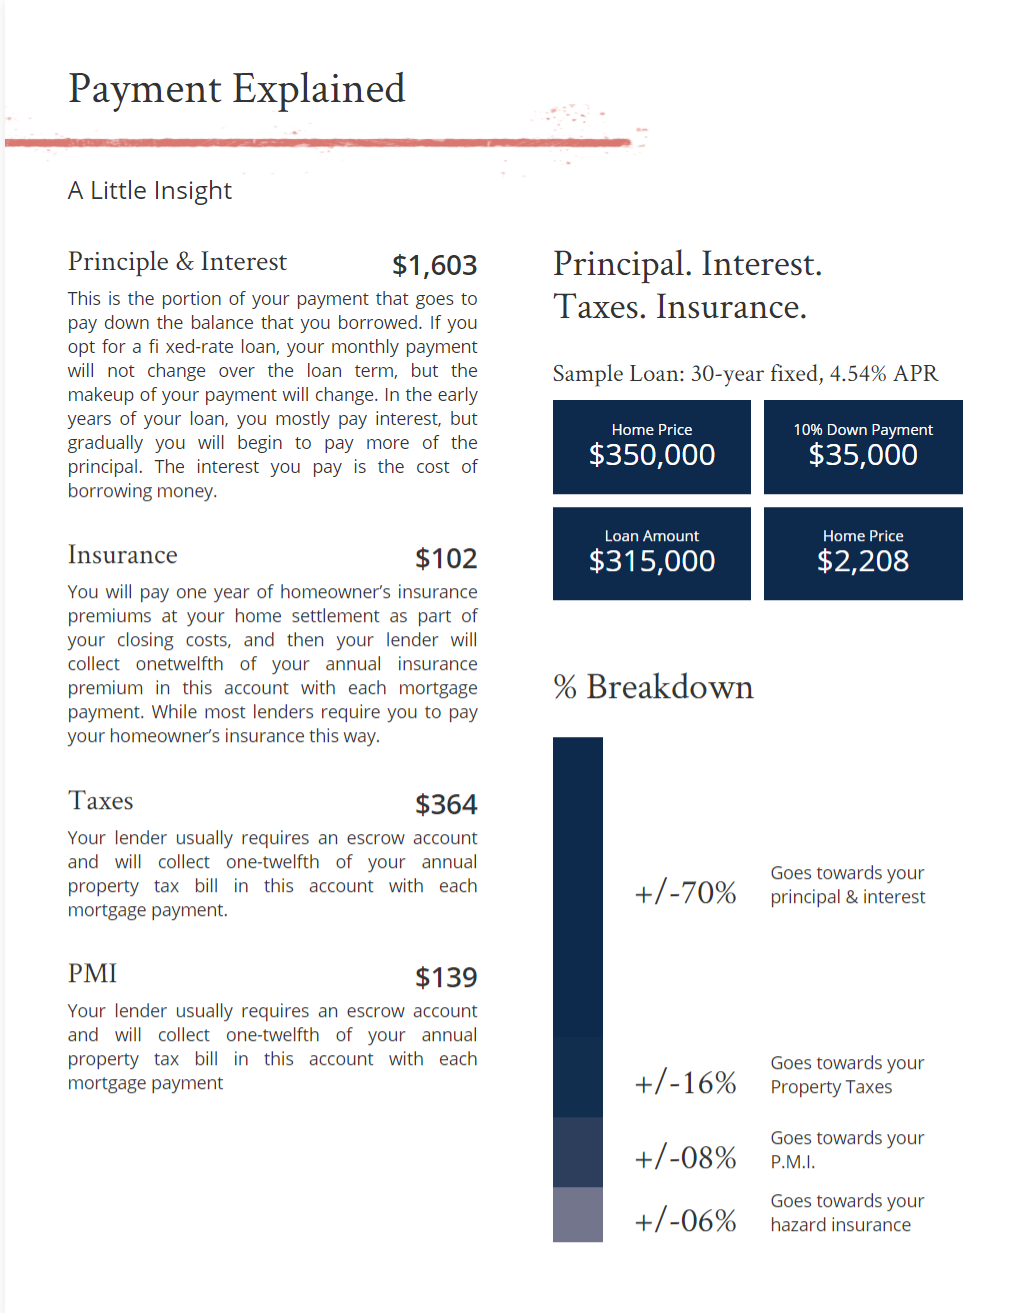 Payment Explained
A Little Insight
Principle & Interest $1,603
This is the portion of your payment that goes to
pay down the balance that you borrowed. If you
opt for a fi xed-rate loan, your monthly payment
will not change over the loan term, but the
makeup of your payment will change. In the early
years of your loan, you mostly pay interest, but
gradually you will begin to pay more of the
principal. The interest you pay is the cost of
borrowing money.
Insurance $102
You will pay one year of homeowner’s insurance
premiums at your home settlement as part of
your closing costs, and then your lender will
collect onetwelfth of your annual insurance
premium in this account with each mortgage
payment. While most lenders require you to pay
your homeowner’s insurance this way.
Taxes $364
Your lender usually requires an escrow account
and will collect one-twelfth of your annual
property tax bill in this account with each
mortgage payment.
PMI $139
Your lender usually requires an escrow account
and will collect one-twelfth of your annual
property tax bill in this account with each
mortgage payment
Principal. Interest.
Taxes. Insurance.
Sample Loan: 30-year fixed, 4.54% APR
Home Price
$350,000
10% Down Payment
$35,000
Loan Amount
$315,000
Home Price
$2,208
% Breakdown
+/-70%
Goes towards your
principal & interest
+/-16%
Goes towards your
Property Taxes
+/-08%
Goes towards your
P.M.I.
+/-06%
Goes towards your
hazard insurance